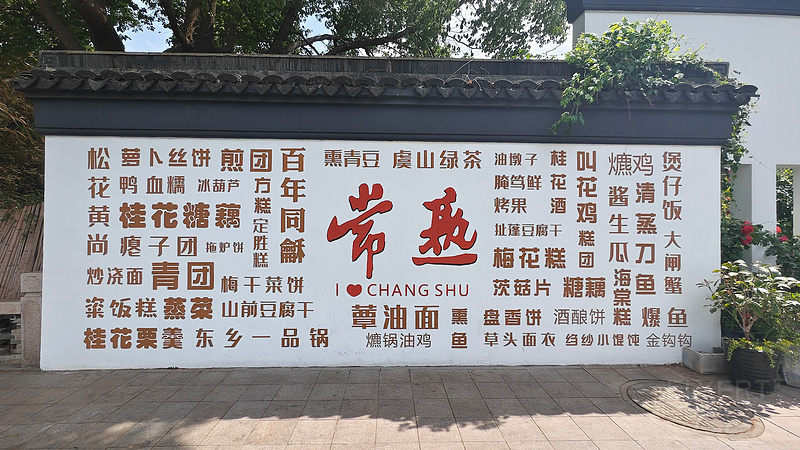 松花黄尚
萝卜丝饼
煎团
百年同龢
鸭血糯
冰葫芦
方糕
定胜糕
桂花糖藕
痱子团
拖炉饼
炒浇面
青团
梅干菜饼
粢饭糕
蒸菜
山前豆腐干
桂花栗羹
东乡一品锅
熏青豆
虞山绿茶
常熟
I ❤ CHANG SHU
蕈油面
熏鱼
盘香饼
酒酿饼
爊锅油鸡
草头面衣
绉纱小馄饨
金钩钩
油墩子
腌笃鲜
烤果
桂花酒
扯蓬豆腐干
梅花糕
糕团
茨菇片
糖藕
叫花鸡
爊鸡
酱生瓜
清蒸刀鱼
海棠糕
爆鱼
煲仔饭
大闸蟹